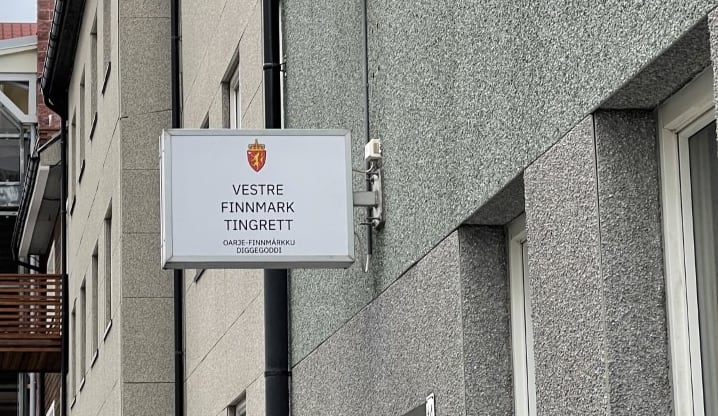 VESTRE
FINNMARK
TINGRETT
OARJE-FINNMÁRKKU
DIGGEGODDI